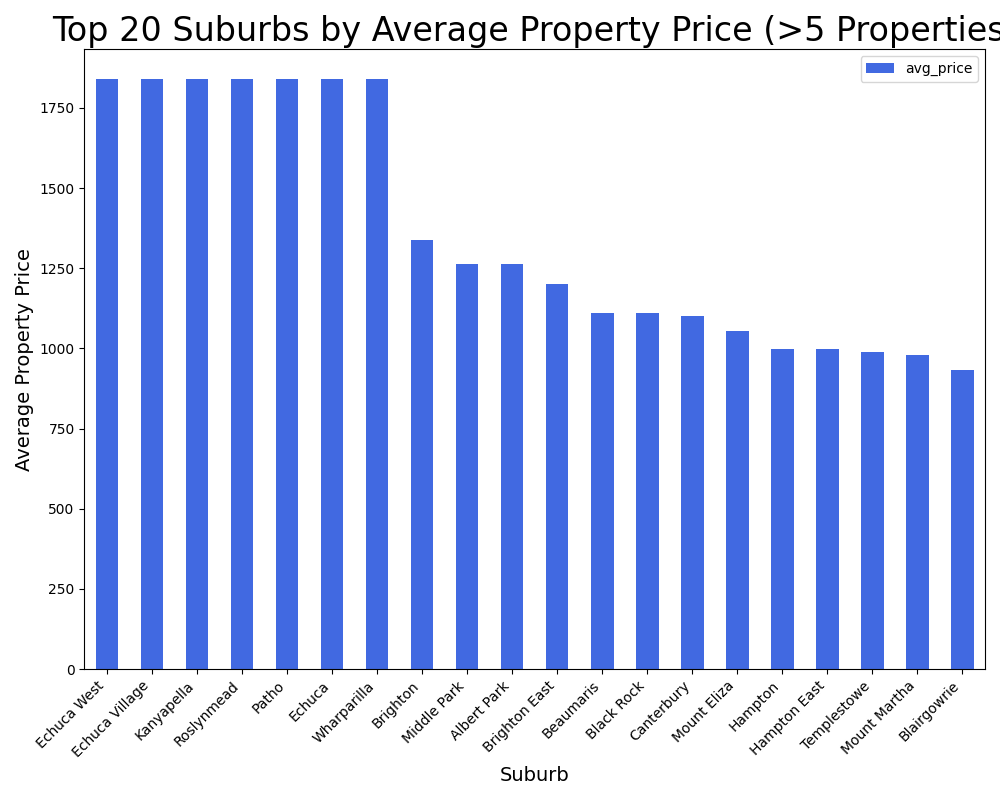 Top 20 Suburbs by Average Property Price (>5 Properties
avg_price
Average Property Price
1750
1500
1250
1000
750
500
250
0
Echuca West
Echuca Village
Kanyapella
Roslynmead
Patho
Echuca
Wharparilla
Brighton
Middle Park
Albert Park
Brighton East
Beaumaris
Black Rock
Canterbury
Mount Eliza
Hampton
Hampton East
Templestowe
Mount Martha
Blairgowrie
Suburb